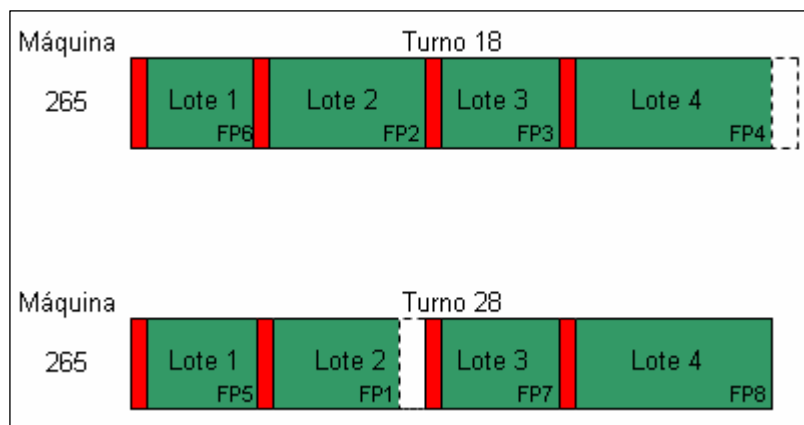 Máquina Turno 18
265 Lote 1 Lote 2 Lote 3 Lote 4
FP6 FP2 FP3 FP4
Máquina Turno 28
265 Lote 1 Lote 2 Lote 3 Lote 4
FP5 FP1 FP7 FP8